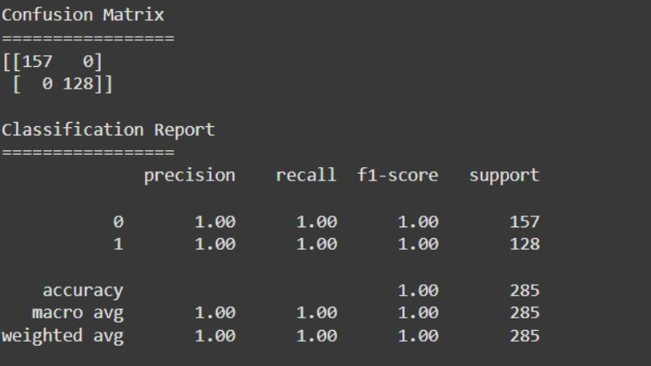 Confusion Matrix
=================
[[157   0]
 [  0 128]]
Classification Report
=================
              precision    recall  f1-score   support
           0       1.00      1.00      1.00       157
           1       1.00      1.00      1.00       128
    accuracy                           1.00       285
   macro avg       1.00      1.00      1.00       285
weighted avg       1.00      1.00      1.00       285